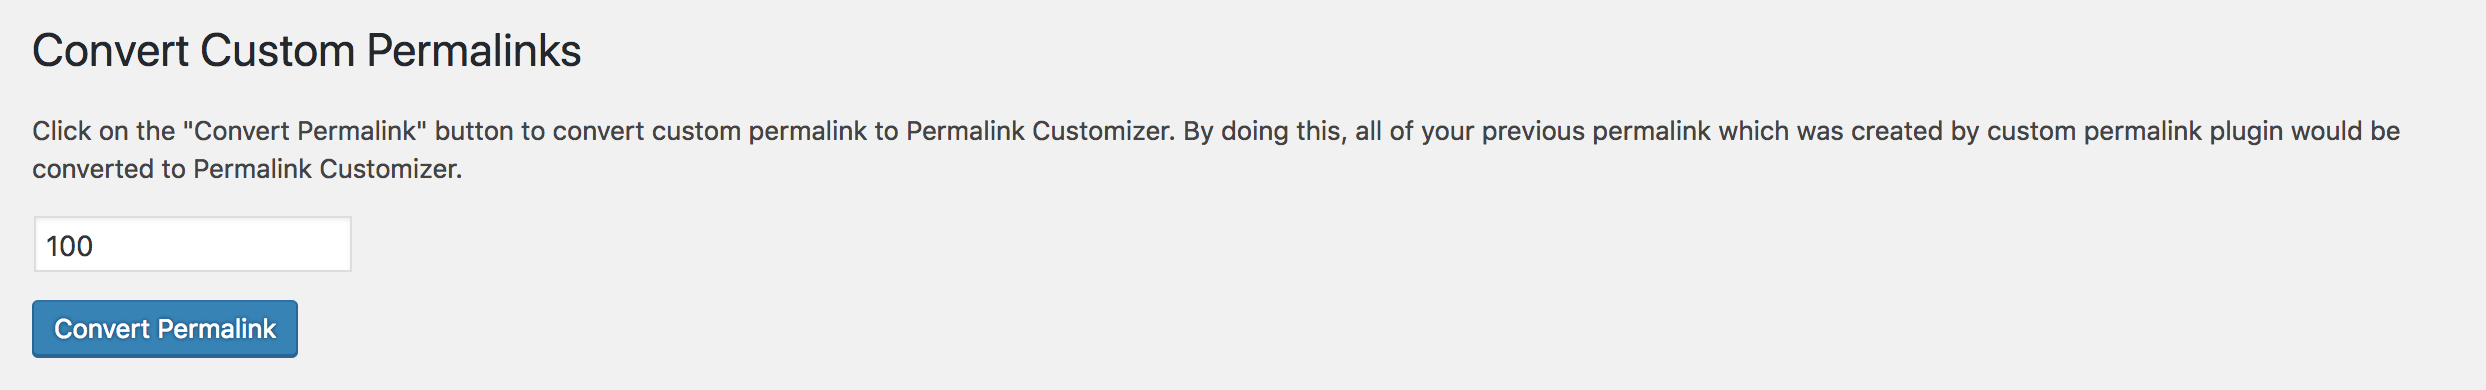 Convert Custom Permalinks
Click on the "Convert Permalink" button to convert custom permalink to Permalink Customizer. By doing this, all of your previous permalink which was created by custom permalink plugin would be
converted to Permalink Customizer.
100
Convert Permalink